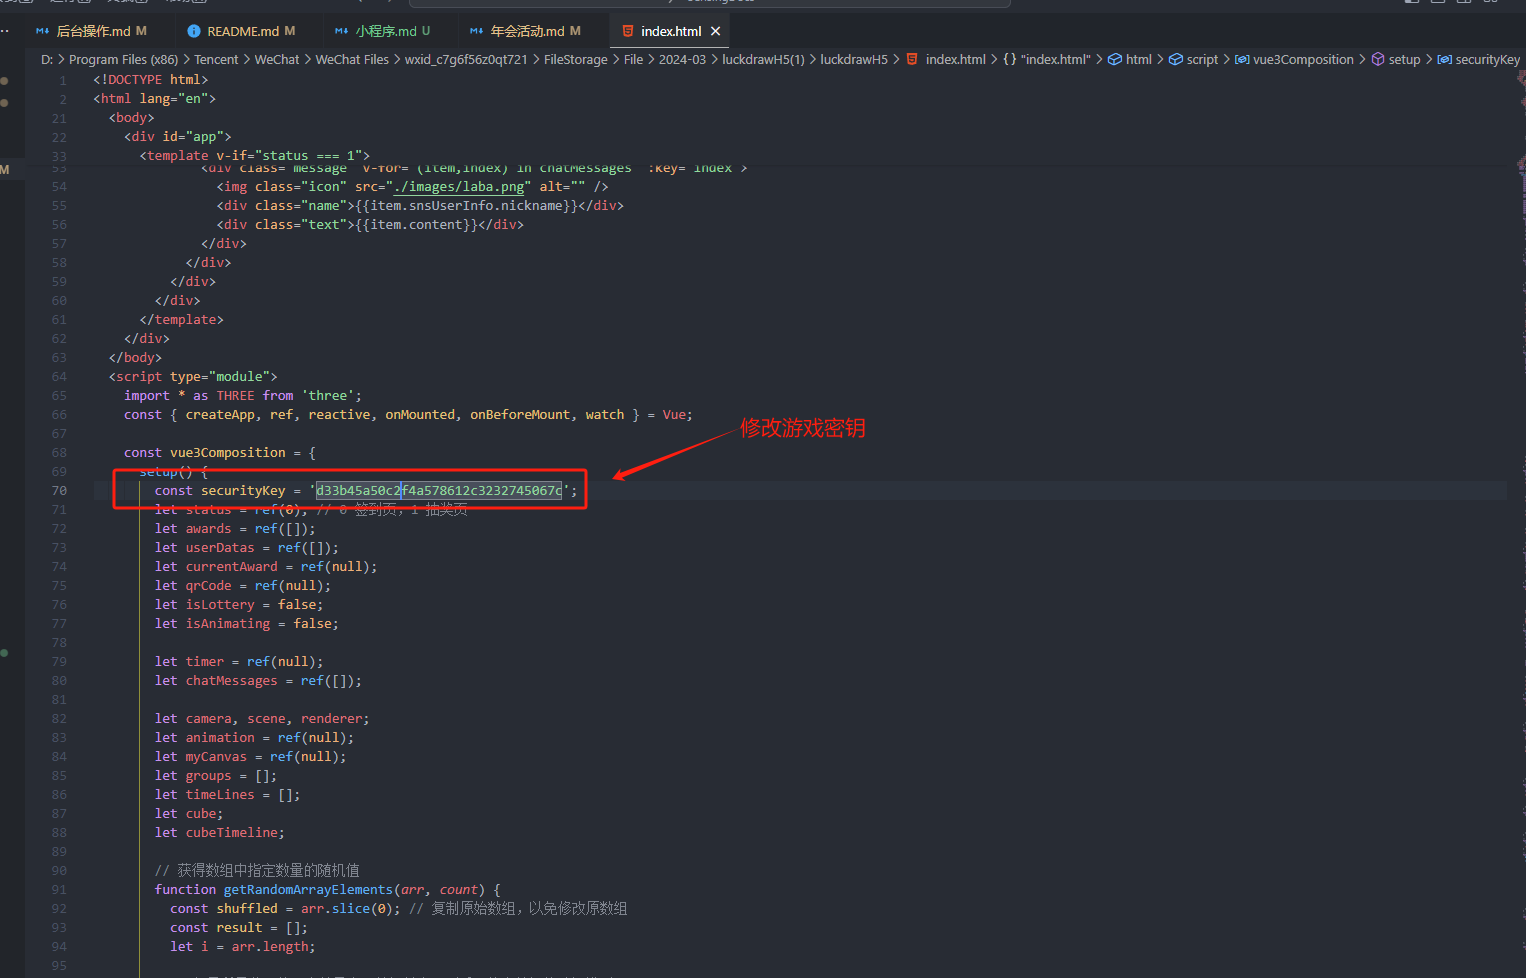 后台操作.md M README.md M 小程序.md U 年会活动.md M index.html
D: > Program Files (x86) > Tencent > WeChat > WeChat Files > wxid_c7g6f56z0qt721 > FileStorage > File > 2024-03 > luckdrawH5(1) > luckdrawH5 > index.html > {} "index.html" > html > script > vue3Composition > setup > securityKey
1 <!DOCTYPE html>
2 <html lang="en">
21 <body>
22 <div id="app">
33 <template v-if="status === 1">
53 <div class="message" v-for="(item,index) in chatMessages" :key="index">
M
54 <img class="icon" src="./images/laba.png" alt="" />
55 <div class="name">{{item.snsUserInfo.nickname}}</div>
56 <div class="text">{{item.content}}</div>
57 </div>
58 </div>
59 </div>
60 </div>
61 </template>
62 </div>
63 </body>
64 <script type="module">
65 import * as THREE from 'three';
66 const { createApp, ref, reactive, onMounted, onBeforeMount, watch } = Vue;
67
修改游戏密钥
68 const vue3Composition = {
69 setup() {
70 const securityKey = 'd33b45a50c2f4a578612c3232745067c';
71 let status = ref(0); // 0 签到页，1 抽奖页
72 let awards = ref([]);
73 let userDatas = ref([]);
74 let currentAward = ref(null);
75 let qrCode = ref(null);
76 let isLottery = false;
77 let isAnimating = false;
78
79 let timer = ref(null);
80 let chatMessages = ref([]);
81
82 let camera, scene, renderer;
83 let animation = ref(null);
84 let myCanvas = ref(null);
85 let groups = [];
86 let timeLines = [];
87 let cube;
88 let cubeTimeline;
89
90 // 获得数组中指定数量的随机值
91 function getRandomArrayElements(arr, count) {
92 const shuffled = arr.slice(0); // 复制原始数组，以免修改原数组
93 const result = [];
94 let i = arr.length;
95